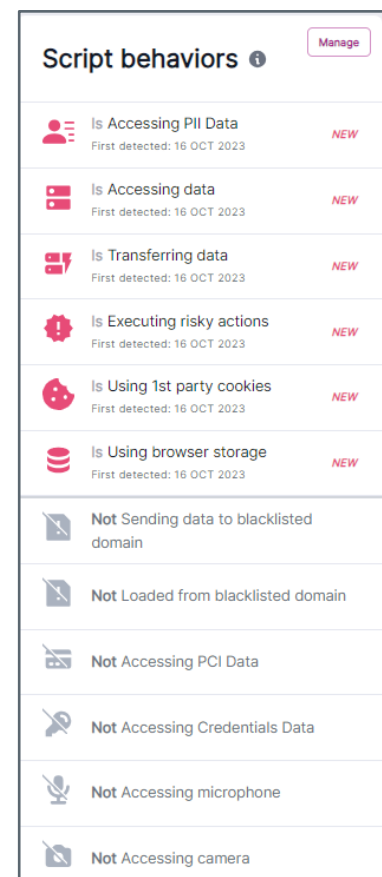 Script behaviors
Manage
Is Accessing PII Data
First detected: 16 OCT 2023
NEW
Is Accessing data
First detected: 16 OCT 2023
NEW
Is Transferring data
First detected: 16 OCT 2023
NEW
Is Executing risky actions
First detected: 16 OCT 2023
NEW
Is Using 1st party cookies
First detected: 16 OCT 2023
NEW
Is Using browser storage
First detected: 16 OCT 2023
NEW
Not Sending data to blacklisted
domain
Not Loaded from blacklisted domain
Not Accessing PCI Data
Not Accessing Credentials Data
Not Accessing microphone
Not Accessing camera